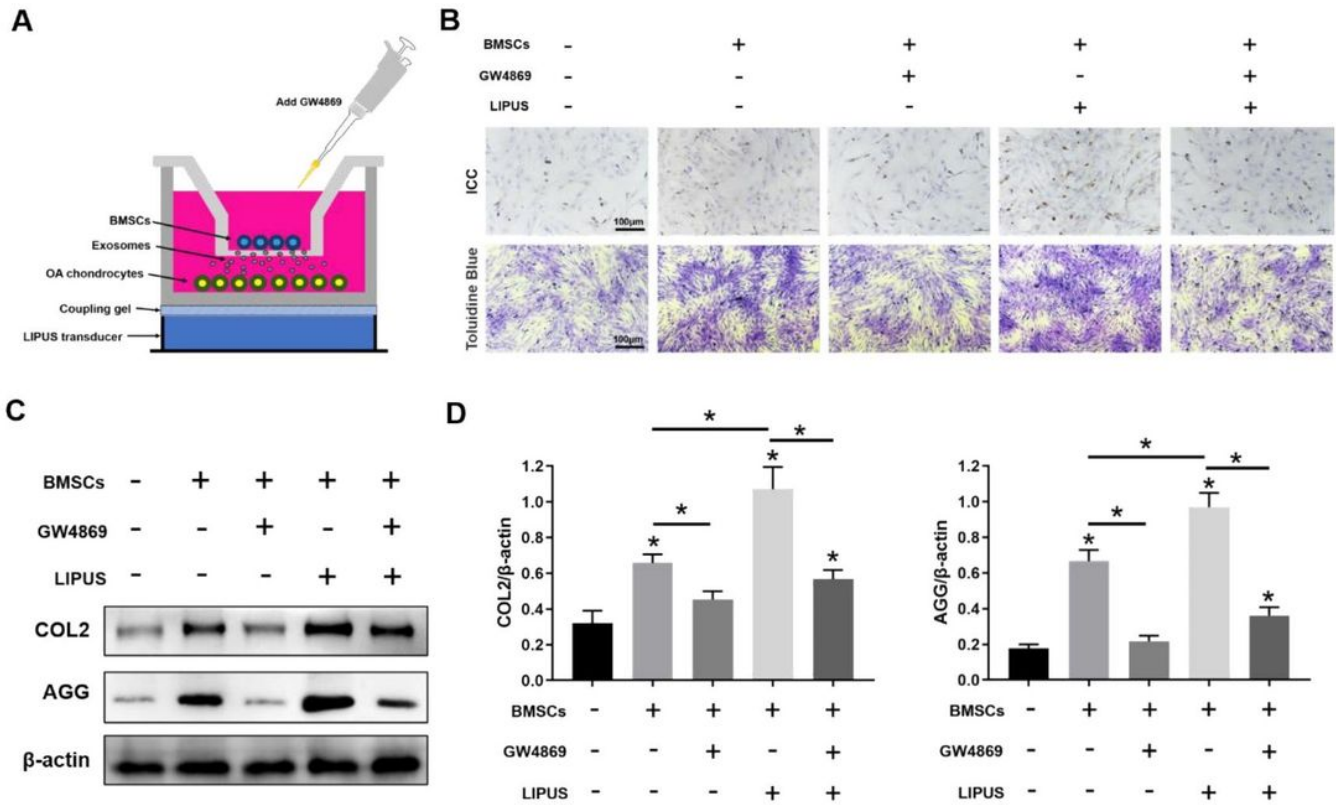 A
Add GW4869
BMSCs
Exosomes
OA chondrocytes
Coupling gel
LIPUS transducer
B
BMSCs - + + + +
GW4869 - - + - +
LIPUS - - - + +
ICC
100μm
Toluidine Blue
100μm
C
BMSCs - + + + +
GW4869 - - + - +
LIPUS - - - + +
COL2
AGG
β-actin
D
* *
*
* * *
COL2/β-actin
1.2
1.0
0.8
0.6
0.4
0.2
0.0
BMSCs - + + + +
GW4869 - - + - +
LIPUS - - - + +
* *
*
* * *
AGG/β-actin
1.2
1.0
0.8
0.6
0.4
0.2
0.0
BMSCs - + + + +
GW4869 - - + - +
LIPUS - - - + +